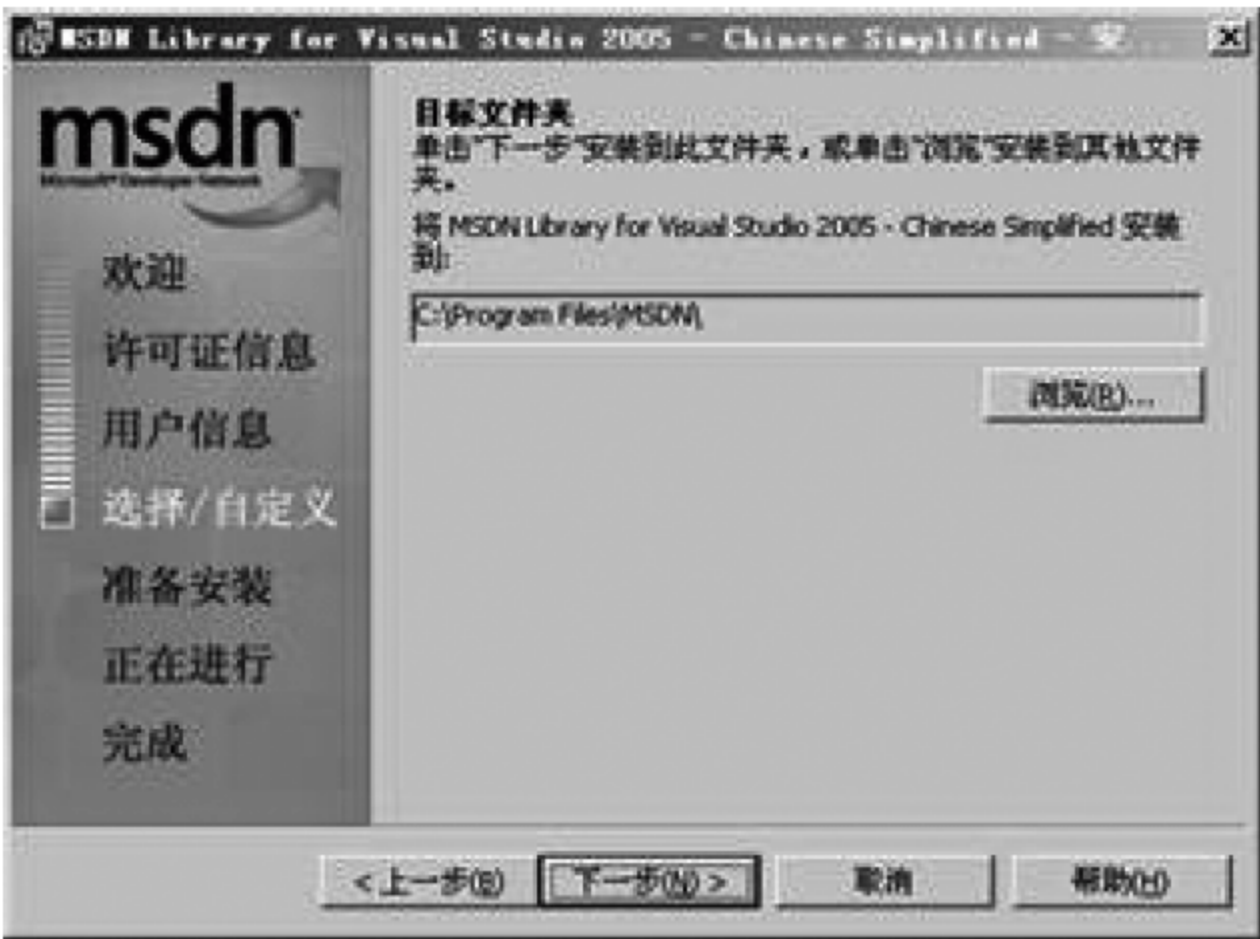 MSDN Library for Visual Studio 2005 - Chinese Simplified - 安...
msdn
Microsoft Developer Network
目标文件夹
单击"下一步"安装到此文件夹，或单击"浏览"安装到其他文件
夹。
将 MSDN Library for Visual Studio 2005 - Chinese Simplified 安装
到:
C:\Program Files\MSDN\
浏览(R)...
欢迎
许可证信息
用户信息
选择/自定义
准备安装
正在进行
完成
<上一步(B)
下一步(N)>
取消
帮助(H)